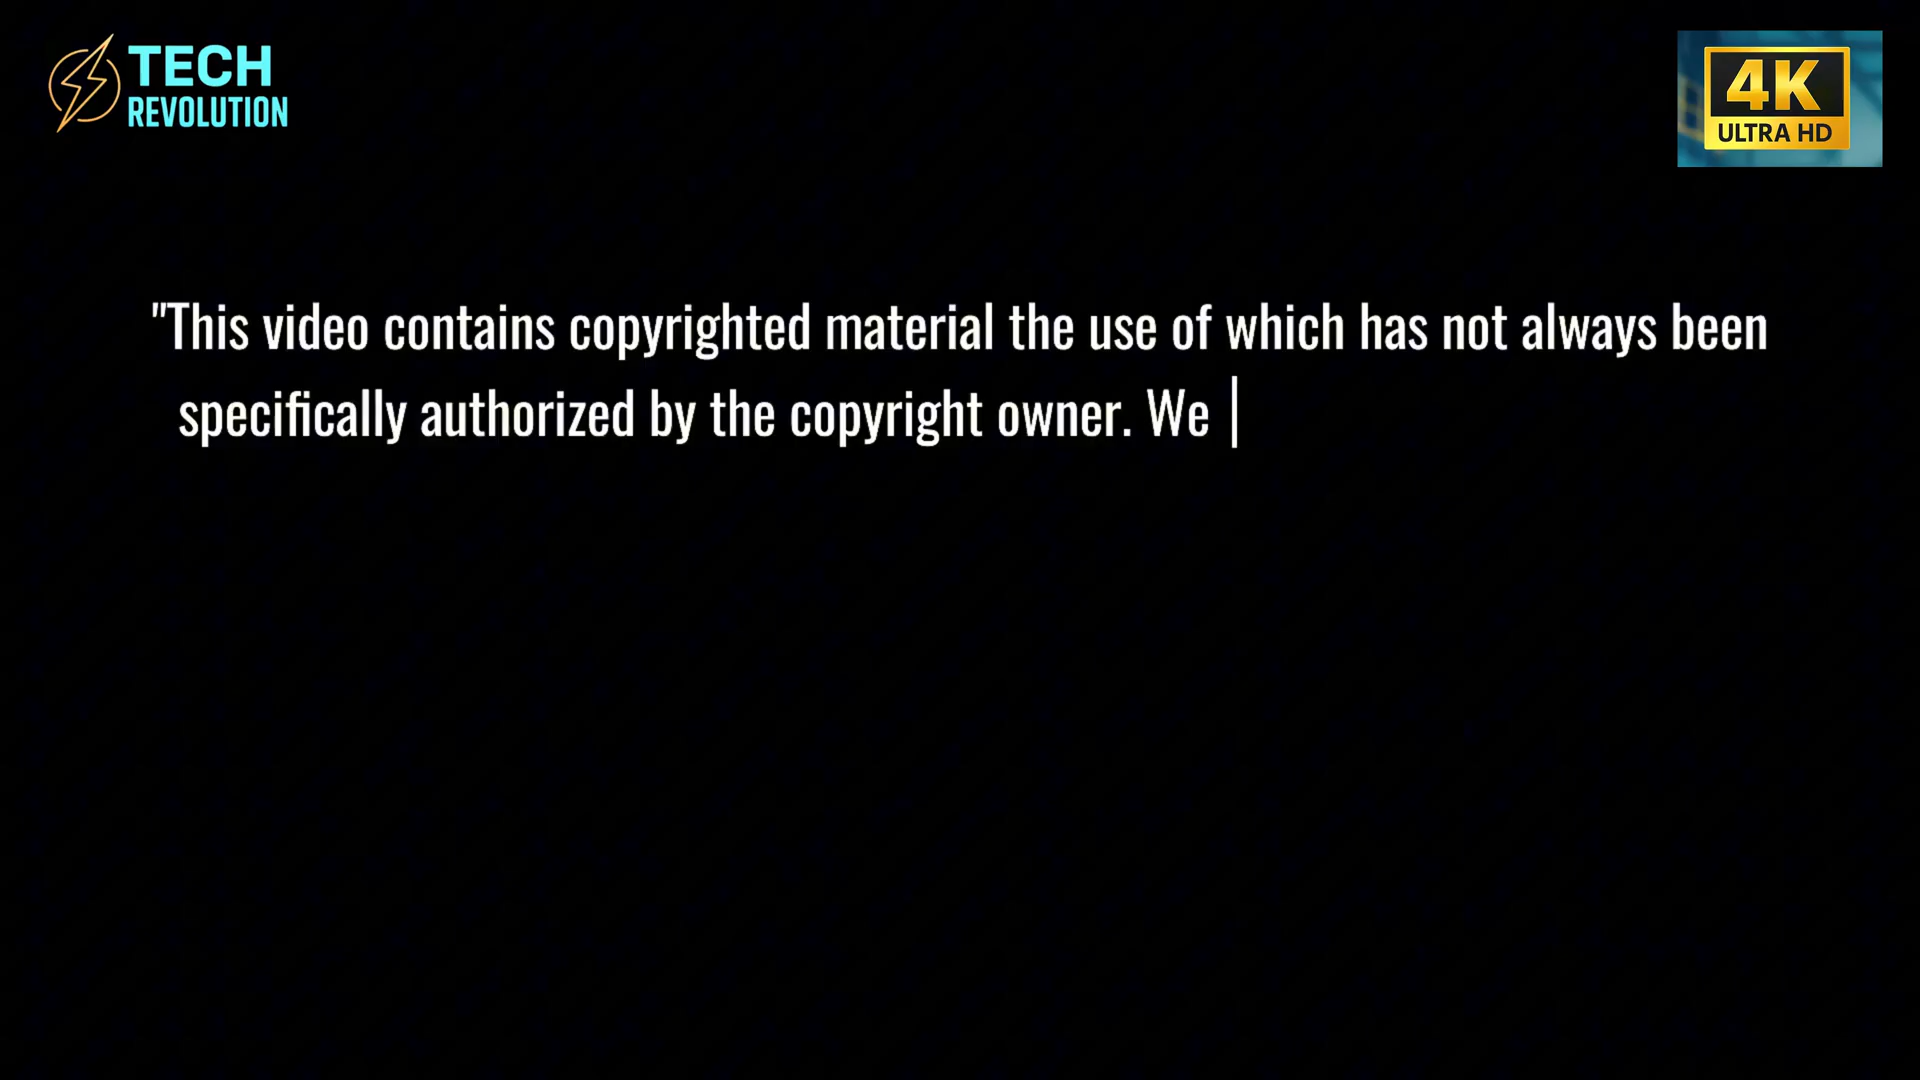 TECH
REVOLUTION
4K
ULTRA HD
"This video contains copyrighted material the use of which has not always been
specifically authorized by the copyright owner. We